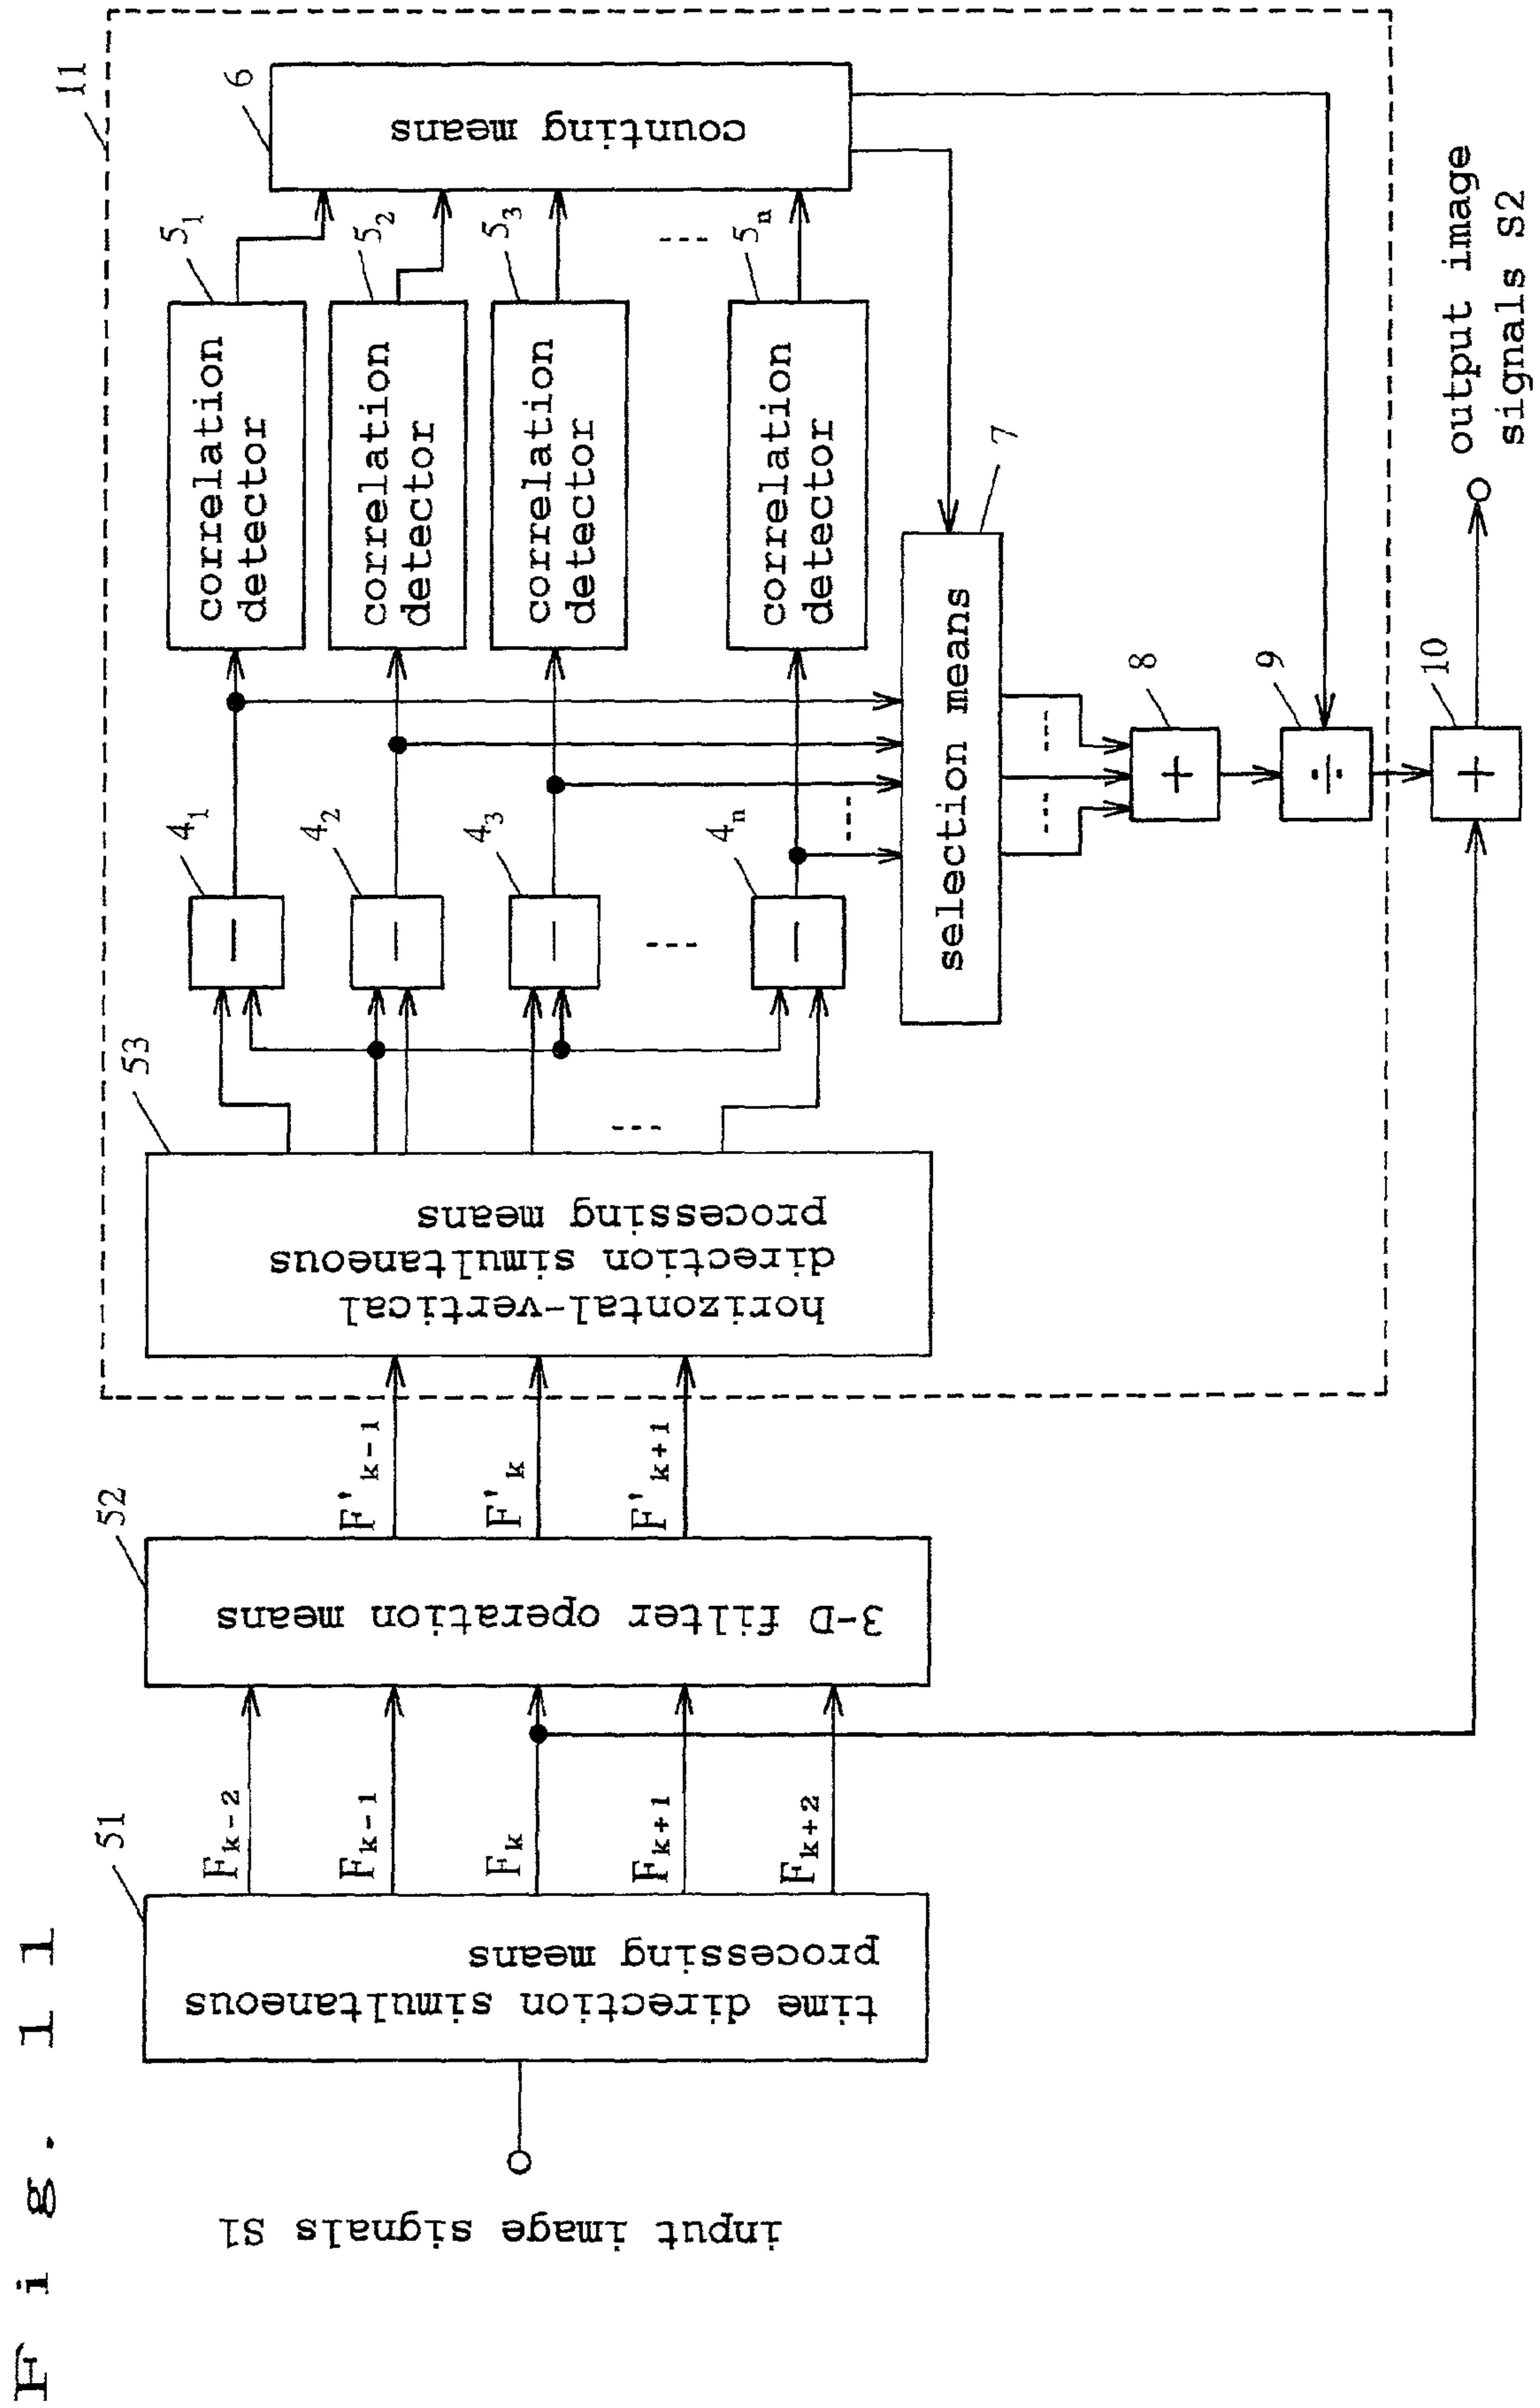 Fig. 11
input image signals S1
51
time direction simultaneous
processing means
Fk-2
Fk-1
Fk
Fk+1
Fk+2
52
3-D filter operation means
F'k-1
F'k
F'k+1
11
53
horizontal-vertical
direction simultaneous
processing means
---
41
−
42
−
43
−
---
4n
−
51
correlation
detector
52
correlation
detector
53
correlation
detector
---
5n
correlation
detector
6
counting means
---
7
selection means
---
---
8
+
9
÷
10
+
output image
signals S2